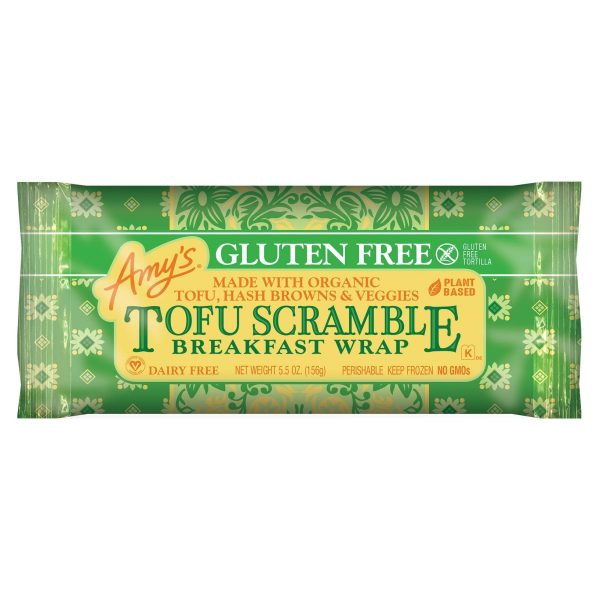 Amy's
GLUTEN FREE
GLUTEN
FREE
TORTILLA
MADE WITH ORGANIC
TOFU, HASH BROWNS & VEGGIES
PLANT
BASED
TOFU SCRAMBLE
BREAKFAST WRAP
K DE
DAIRY FREE
NET WEIGHT 5.5 OZ. (156g)
PERISHABLE KEEP FROZEN NO GMOs